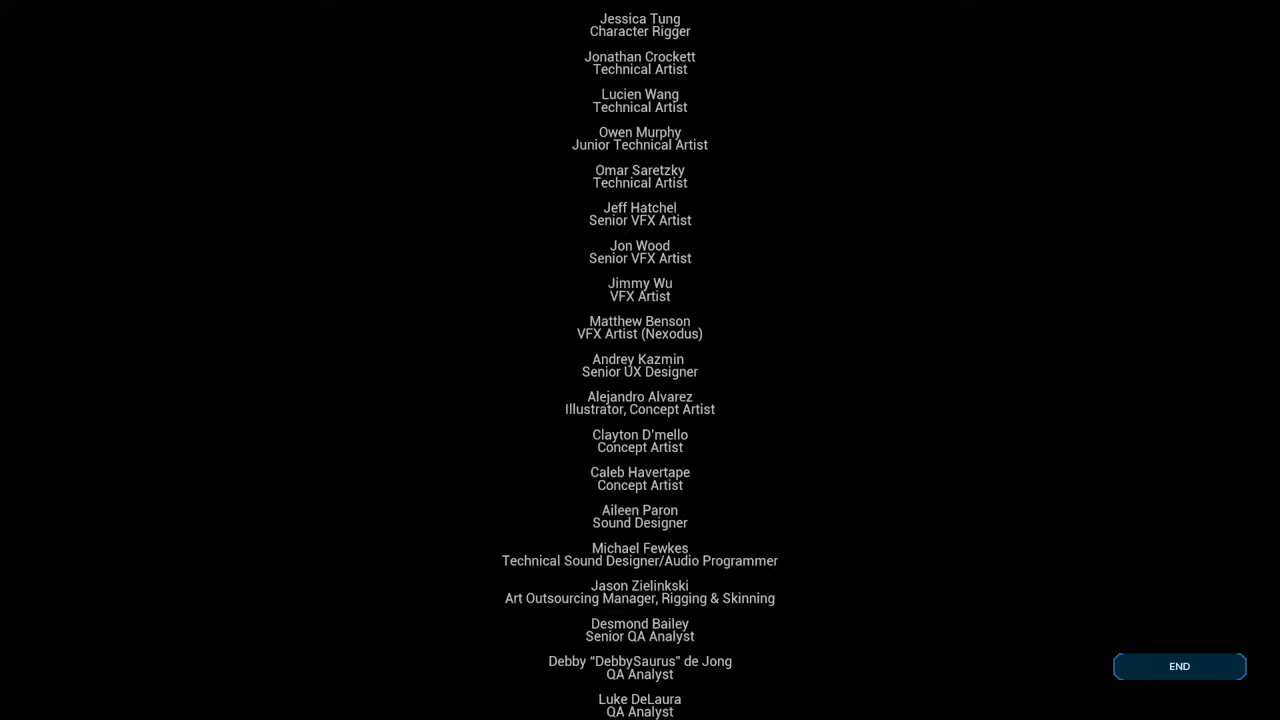 Jessica Tung
Character Rigger
Jonathan Crockett
Technical Artist
Lucien Wang
Technical Artist
Owen Murphy
Junior Technical Artist
Omar Saretzky
Technical Artist
Jeff Hatchel
Senior VFX Artist
Jon Wood
Senior VFX Artist
Jimmy Wu
VFX Artist
Matthew Benson
VFX Artist (Nexodus)
Andrey Kazmin
Senior UX Designer
Alejandro Alvarez
Illustrator, Concept Artist
Clayton D'mello
Concept Artist
Caleb Havertape
Concept Artist
Aileen Paron
Sound Designer
Michael Fewkes
Technical Sound Designer/Audio Programmer
Jason Zielinkski
Art Outsourcing Manager, Rigging & Skinning
Desmond Bailey
Senior QA Analyst
Debby “DebbySaurus” de Jong
QA Analyst
END
Luke DeLaura
QA Analyst